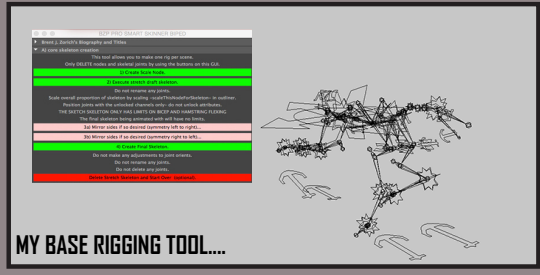 BZP PRO SMART SKINNER BIPED.
Brent J. Zorich's Biography and Titles
A) core skeleton creation
This tool allows you to make one rig per scene.
Only DELETE nodes and skeletal joints by using the buttons on this GUI.
1) Create Scale Node.
2) Execute sketch draft skeleton.
Do not rename any joints.
Scale overall proportion of skeleton by scaling -scaleThisNodeForSkeleton- in outliner.
Position joints with the unlocked channels only- do not unlock attributes.
THE SKETCH SKELETON ONLY HAS LIMITS ON BICEP AND HAMSTRING FLEXING
The final skeleton being animated with will have no limits.
3a) Mirror sides if so desired (symmetry left to right)...
3b) Mirror sides if so desired (symmetry right to left)...
4) Create Final Skeleton.
Do not make any adjustments to joint orients.
Do not rename any joints.
Do not delete any joints.
Delete Sketch Skeleton and Start Over (optional).
MY BASE RIGGING TOOL....